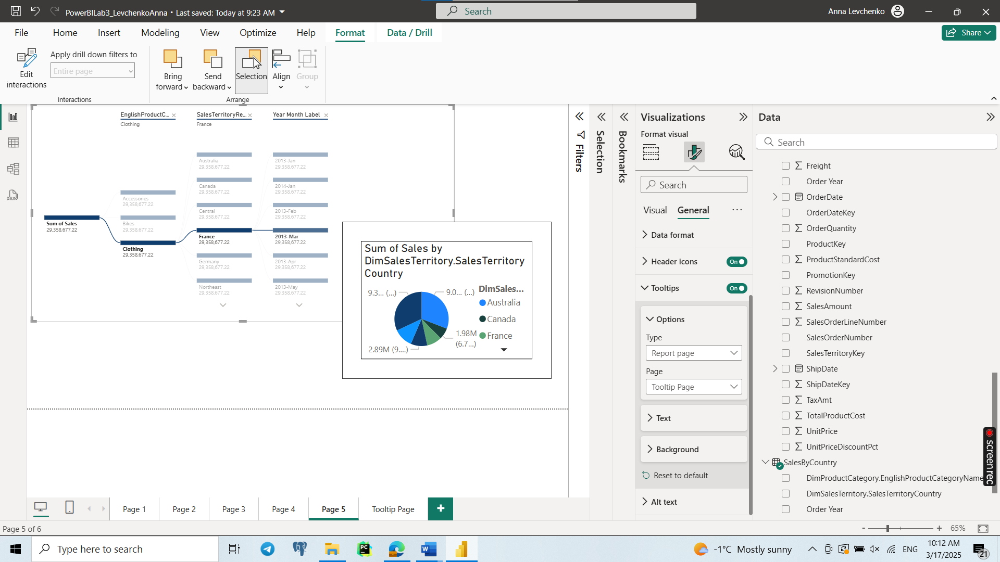 PowerBILab3_LevchenkoAnna • Last saved: Today at 9:23 AM
Search
Anna Levchenko
File
Home
Insert
Modeling
View
Optimize
Help
Format
Data / Drill
Share
Edit
interactions
Apply drill down filters to
Entire page
Interactions
Bring
forward
Send
backward
Selection
Align
Group
Arrange
EnglishProductC...
Clothing
SalesTerritoryRe...
France
Year Month Label
Sum of Sales
29,358,677.22
Accessories
29,358,677.22
Bikes
29,358,677.22
Clothing
29,358,677.22
Australia
29,358,677.22
Canada
29,358,677.22
Central
29,358,677.22
France
29,358,677.22
Germany
29,358,677.22
Northeast
29,358,677.22
2013-Jan
29,358,677.22
2014-Jan
29,358,677.22
2013-Feb
29,358,677.22
2013-Mar
29,358,677.22
2013-Apr
29,358,677.22
2013-May
29,358,677.22
Sum of Sales by
DimSalesTerritory.SalesTerritory
Country
9.3... (...)
9.0... (...)
1.98M
(6.7...)
2.89M (9....)
DimSales...
Australia
Canada
France
Filters
Selection
Bookmarks
Visualizations
Format visual
Search
Visual
General
...
Data format
Header icons
On
Tooltips
On
Options
Type
Report page
Page
Tooltip Page
Text
Background
Reset to default
Alt text
Data
Search
Freight
Order Year
OrderDate
OrderDateKey
OrderQuantity
ProductKey
ProductStandardCost
PromotionKey
RevisionNumber
SalesAmount
SalesOrderLineNumber
SalesOrderNumber
SalesTerritoryKey
ShipDate
ShipDateKey
TaxAmt
TotalProductCost
UnitPrice
UnitPriceDiscountPct
SalesByCountry
DimProductCategory.EnglishProductCategoryName
DimSalesTerritory.SalesTerritoryCountry
Order Year
screenrec
Page 1
Page 2
Page 3
Page 4
Page 5
Tooltip Page
+
Page 5 of 6
- + 65%
Type here to search
PC
W
-1°C Mostly sunny
ENG
10:12 AM
3/17/2025
21
DAX